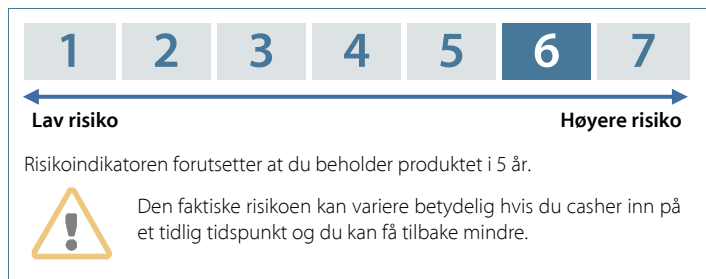 1 2 3 4 5 6 7
Lav risiko Høyere risiko
Risikoindikatoren forutsetter at du beholder produktet i 5 år.
Den faktiske risikoen kan variere betydelig hvis du casher inn på
et tidlig tidspunkt og du kan få tilbake mindre.